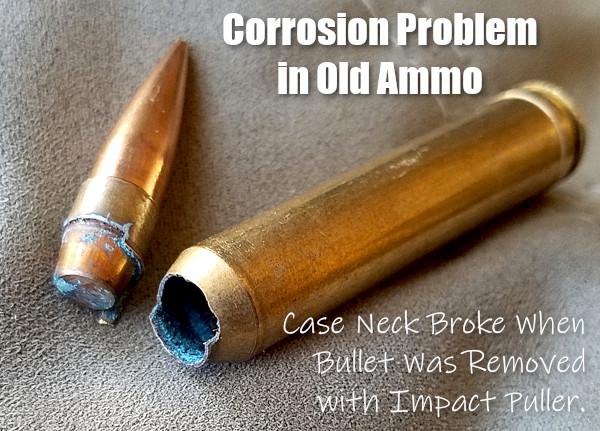 Corrosion Problem
in Old Ammo
Case Neck Broke When
Bullet Was Removed
with Impact Puller.